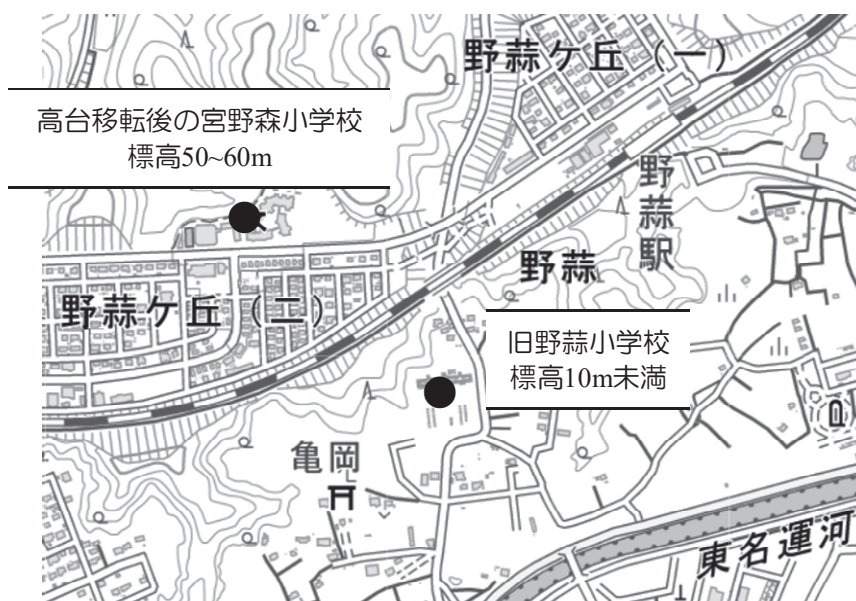 野蒜ケ丘(一)
高台移転後の宮野森小学校
標高50~60m
野蒜駅
野蒜
野蒜ケ丘(二)
旧野蒜小学校
標高10m未満
亀岡
東名運河